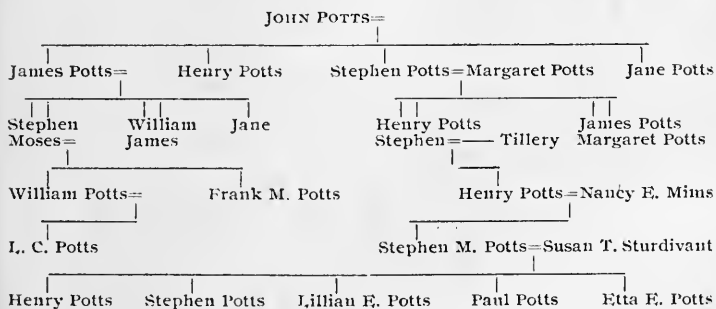 JOHN POTTS=
James Potts= Henry Potts Stephen Potts=Margaret Potts Jane Potts
Stephen William Jane Henry Potts James Potts
Moses= James Stephen=— Tillery Margaret Potts
William Potts= Frank M. Potts Henry Potts=Nancy E. Mims
L. C. Potts Stephen M. Potts=Susan T. Sturdivant
Henry Potts Stephen Potts Lillian E. Potts Paul Potts Etta E. Potts